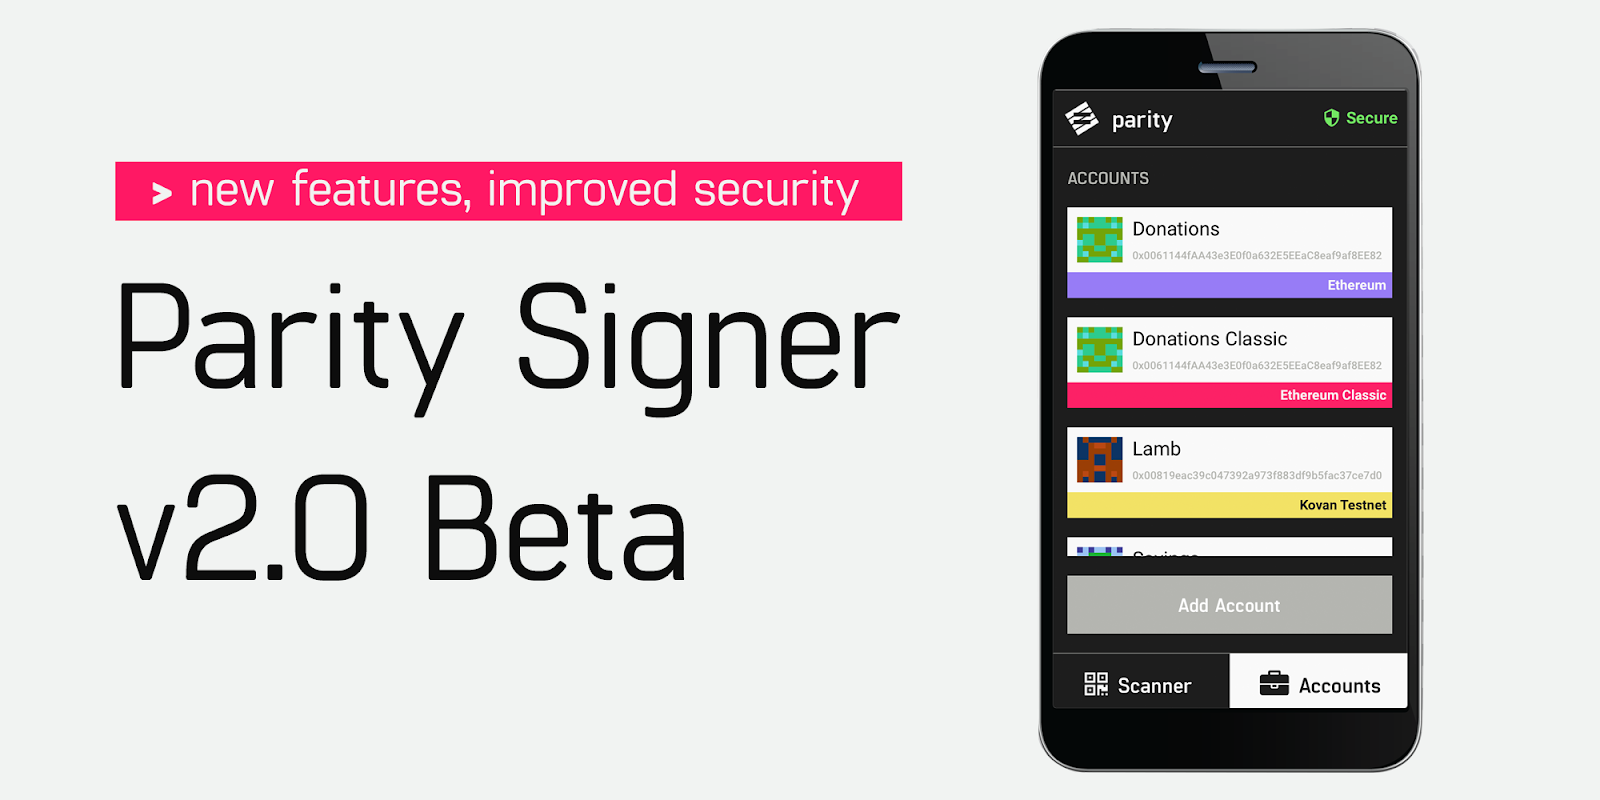 > new features, improved security
Parity Signer
v2.0 Beta
parity
Secure
ACCOUNTS
Donations
0x0061144fAA43e3E0f0a632E5EEaC8eaf9af8EE82
Ethereum
Donations Classic
0x0061144fAA43e3E0f0a632E5EEaC8eaf9af8EE82
Ethereum Classic
Lamb
0x00819eac39c047392a973f883df9b5fac37ce7d0
Kovan Testnet
Savings
Add Account
Scanner
Accounts